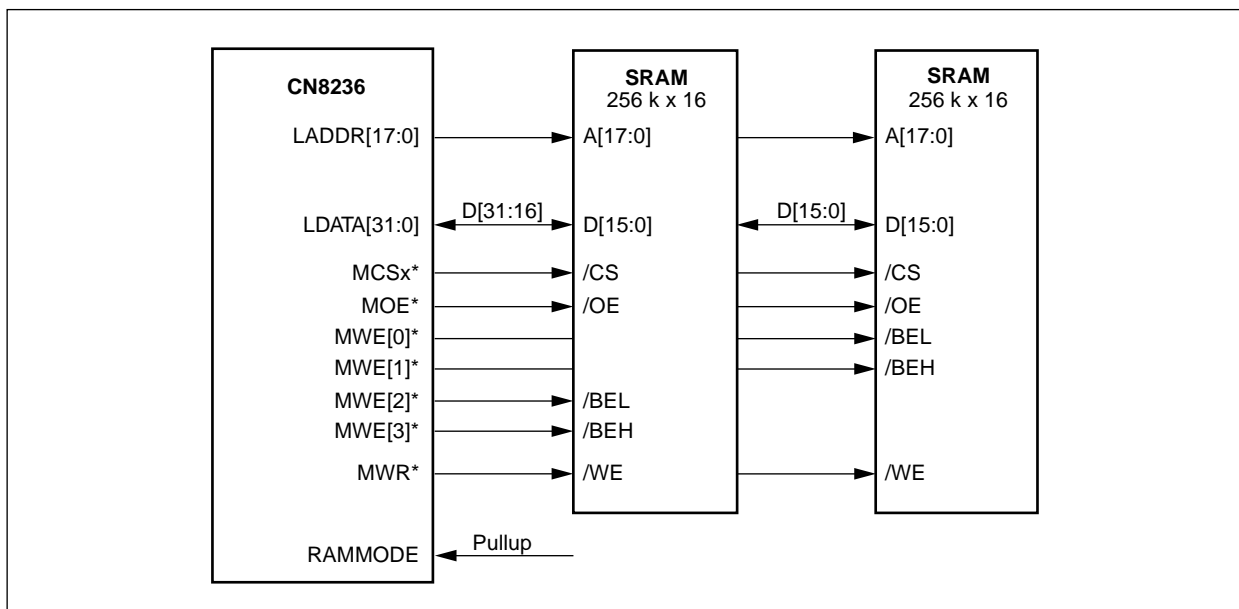 CN8236
SRAM
256 k x 16
SRAM
256 k x 16
LADDR[17:0] A[17:0] A[17:0]
LDATA[31:0] D[31:16] D[15:0] D[15:0] D[15:0]
MCSx* /CS /CS
MOE* /OE /OE
MWE[0]* /BEL
MWE[1]* /BEH
MWE[2]* /BEL
MWE[3]* /BEH
MWR* /WE /WE
RAMMODE Pullup